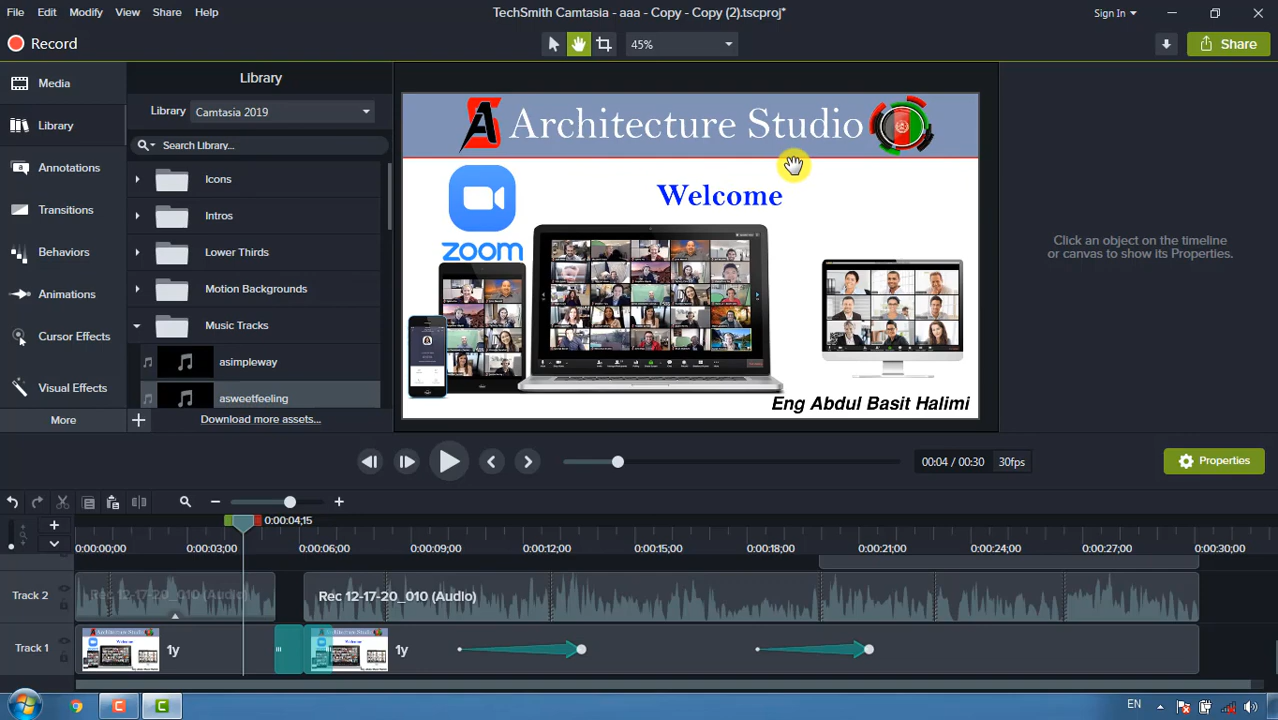 File Edit Modify View Share Help TechSmith Camtasia - aaa - Copy - Copy (2).tscproj* Sign In
Record 45% Share
Media
Library
Annotations
Transitions
Behaviors
Animations
Cursor Effects
Visual Effects
More
Library
Library Camtasia 2019
Search Library...
Icons
Intros
Lower Thirds
Motion Backgrounds
Music Tracks
asimpleway
asweetfeeling
Download more assets...
Architecture Studio
Welcome
zoom
Eng Abdul Basit Halimi
Click an object on the timeline
or canvas to show its Properties.
00:04 / 00:30 30fps
Properties
0:00:04;15
0:00:00;00 0:00:03;00 0:00:06;00 0:00:09;00 0:00:12;00 0:00:15;00 0:00:18;00 0:00:21;00 0:00:24;00 0:00:27;00 0:00:30;00
Track 2 Rec 12-17-20_010 (Audio) Rec 12-17-20_010 (Audio)
Track 1 1y 1y
EN